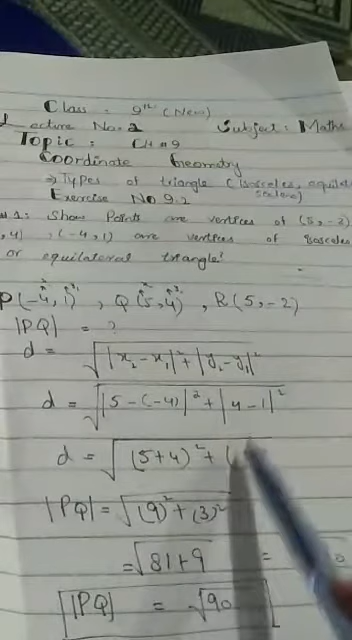 Class : 9th (New)
Lecture No. 2 Subject : Maths
Topic : CH # 9
Coordinate Geometry
⇒ Types of triangle (Isoscales, equilat
scalene)
Exercise No 9.2
1: Show Points are vertices of (5, -2)
, 4) , (-4, 1) are vertices of Isosceles
or equilateral triangle?
P(-4, 1) , Q(5, 4) , R(5, -2)
|PQ| = ?
d = √|x₂ - x₁|² + |y₂ - y₁|²
d = √|5 - (-4)|² + |4 - 1|²
d = √(5+4)² + (
|PQ| = √(9)² + (3)²
= √81+9 =
|PQ| = √90